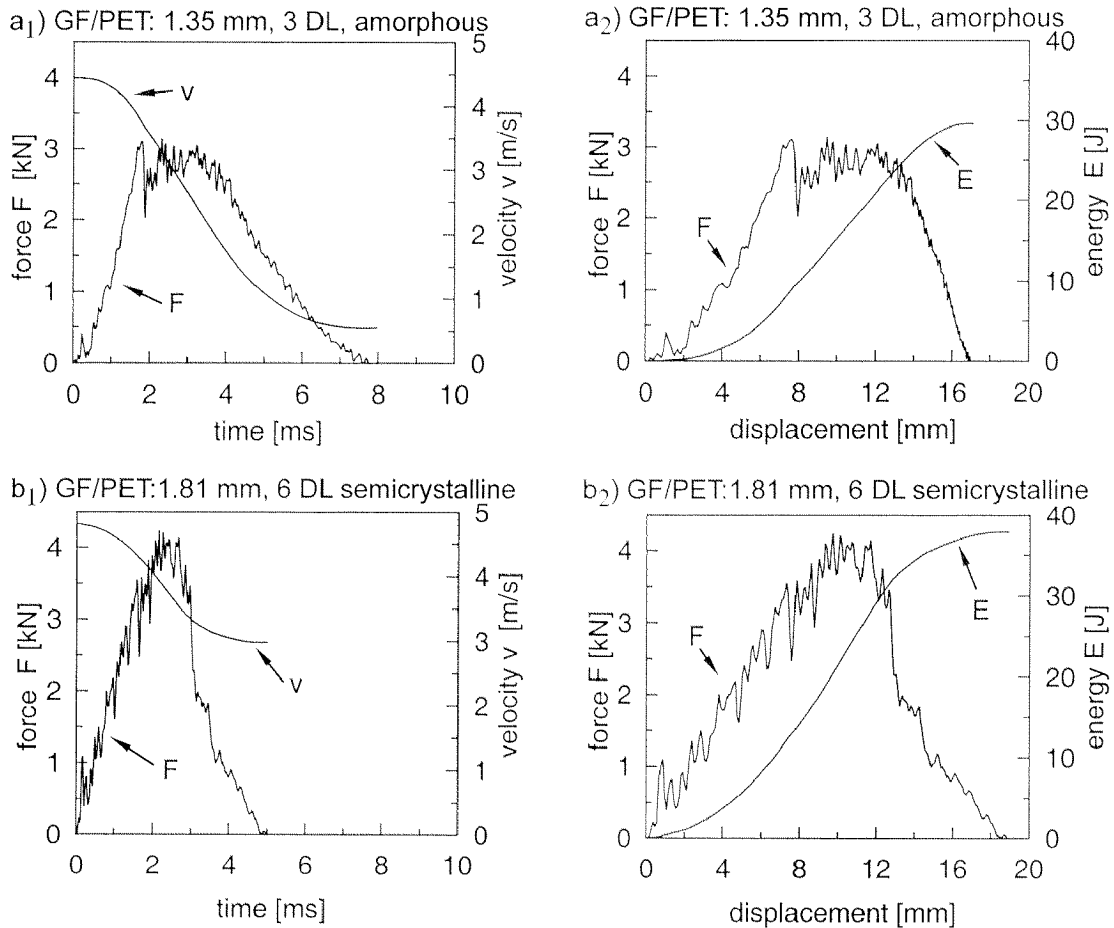 a1) GF/PET: 1.35 mm, 3 DL, amorphous
force F [kN]
4
3
2
1
0
v
F
velocity v [m/s]
5
4
3
2
1
0
0 2 4 6 8 10
time [ms]
a2) GF/PET: 1.35 mm, 3 DL, amorphous
force F [kN]
4
3
2
1
0
F
E
energy E [J]
40
30
20
10
0
0 4 8 12 16 20
displacement [mm]
b1) GF/PET:1.81 mm, 6 DL semicrystalline
force F [kN]
4
3
2
1
0
v
F
velocity v [m/s]
5
4
3
2
1
0
0 2 4 6 8 10
time [ms]
b2) GF/PET:1.81 mm, 6 DL semicrystalline
force F [kN]
4
3
2
1
0
F
E
energy E [J]
40
30
20
10
0
0 4 8 12 16 20
displacement [mm]